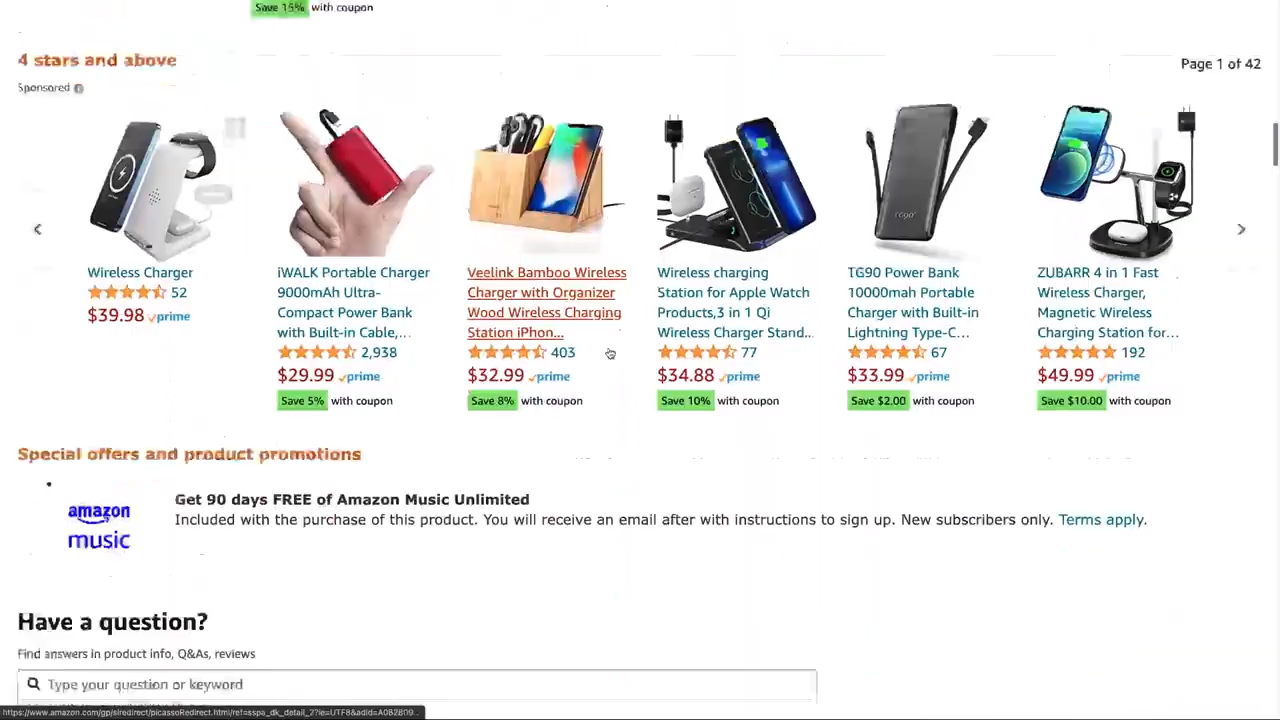 Save 15% with coupon
4 stars and above
Page 1 of 42
Sponsored
Wireless Charger
52
$39.98 prime
iWALK Portable Charger
9000mAh Ultra-
Compact Power Bank
with Built-in Cable,...
2,938
$29.99 prime
Save 5% with coupon
Veelink Bamboo Wireless
Charger with Organizer
Wood Wireless Charging
Station iPhon...
403
$32.99 prime
Save 8% with coupon
Wireless charging
Station for Apple Watch
Products,3 in 1 Qi
Wireless Charger Stand...
77
$34.88 prime
Save 10% with coupon
TG90 Power Bank
10000mah Portable
Charger with Built-in
Lightning Type-C...
67
$33.99 prime
Save $2.00 with coupon
ZUBARR 4 in 1 Fast
Wireless Charger,
Magnetic Wireless
Charging Station for...
192
$49.99 prime
Save $10.00 with coupon
Special offers and product promotions
amazon
music
Get 90 days FREE of Amazon Music Unlimited
Included with the purchase of this product. You will receive an email after with instructions to sign up. New subscribers only. Terms apply.
Have a question?
Find answers in product info, Q&As, reviews
Type your question or keyword